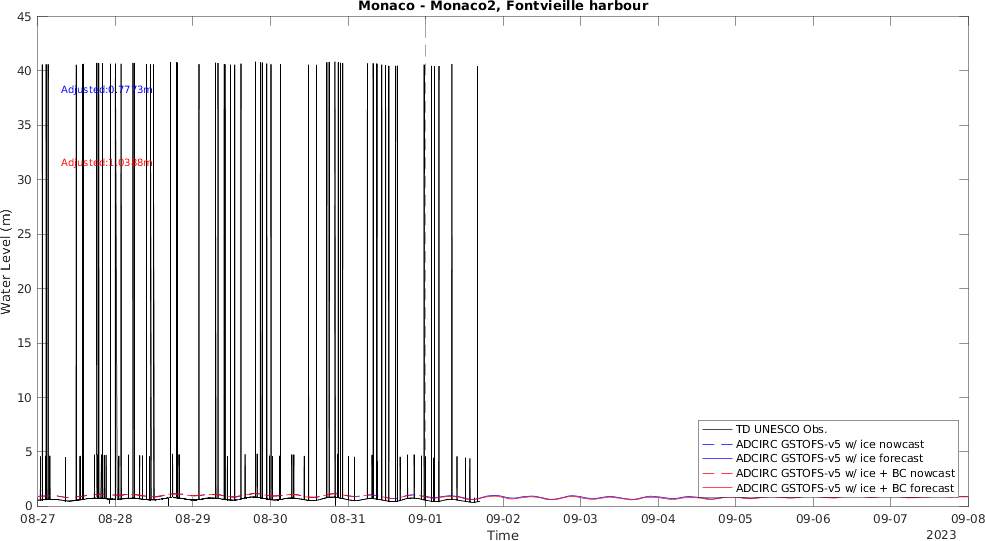 Monaco - Monaco2, Fontvieille harbour
45
40
35
30
25
20
15
10
5
0
Water Level (m)
Adjusted:0.7773m
Adjusted:1.0388m
TD UNESCO Obs.
ADCIRC GSTOFS-v5 w/ ice nowcast
ADCIRC GSTOFS-v5 w/ ice forecast
ADCIRC GSTOFS-v5 w/ ice + BC nowcast
ADCIRC GSTOFS-v5 w/ ice + BC forecast
08-27 08-28 08-29 08-30 08-31 09-01 09-02 09-03 09-04 09-05 09-06 09-07 09-08
Time
2023